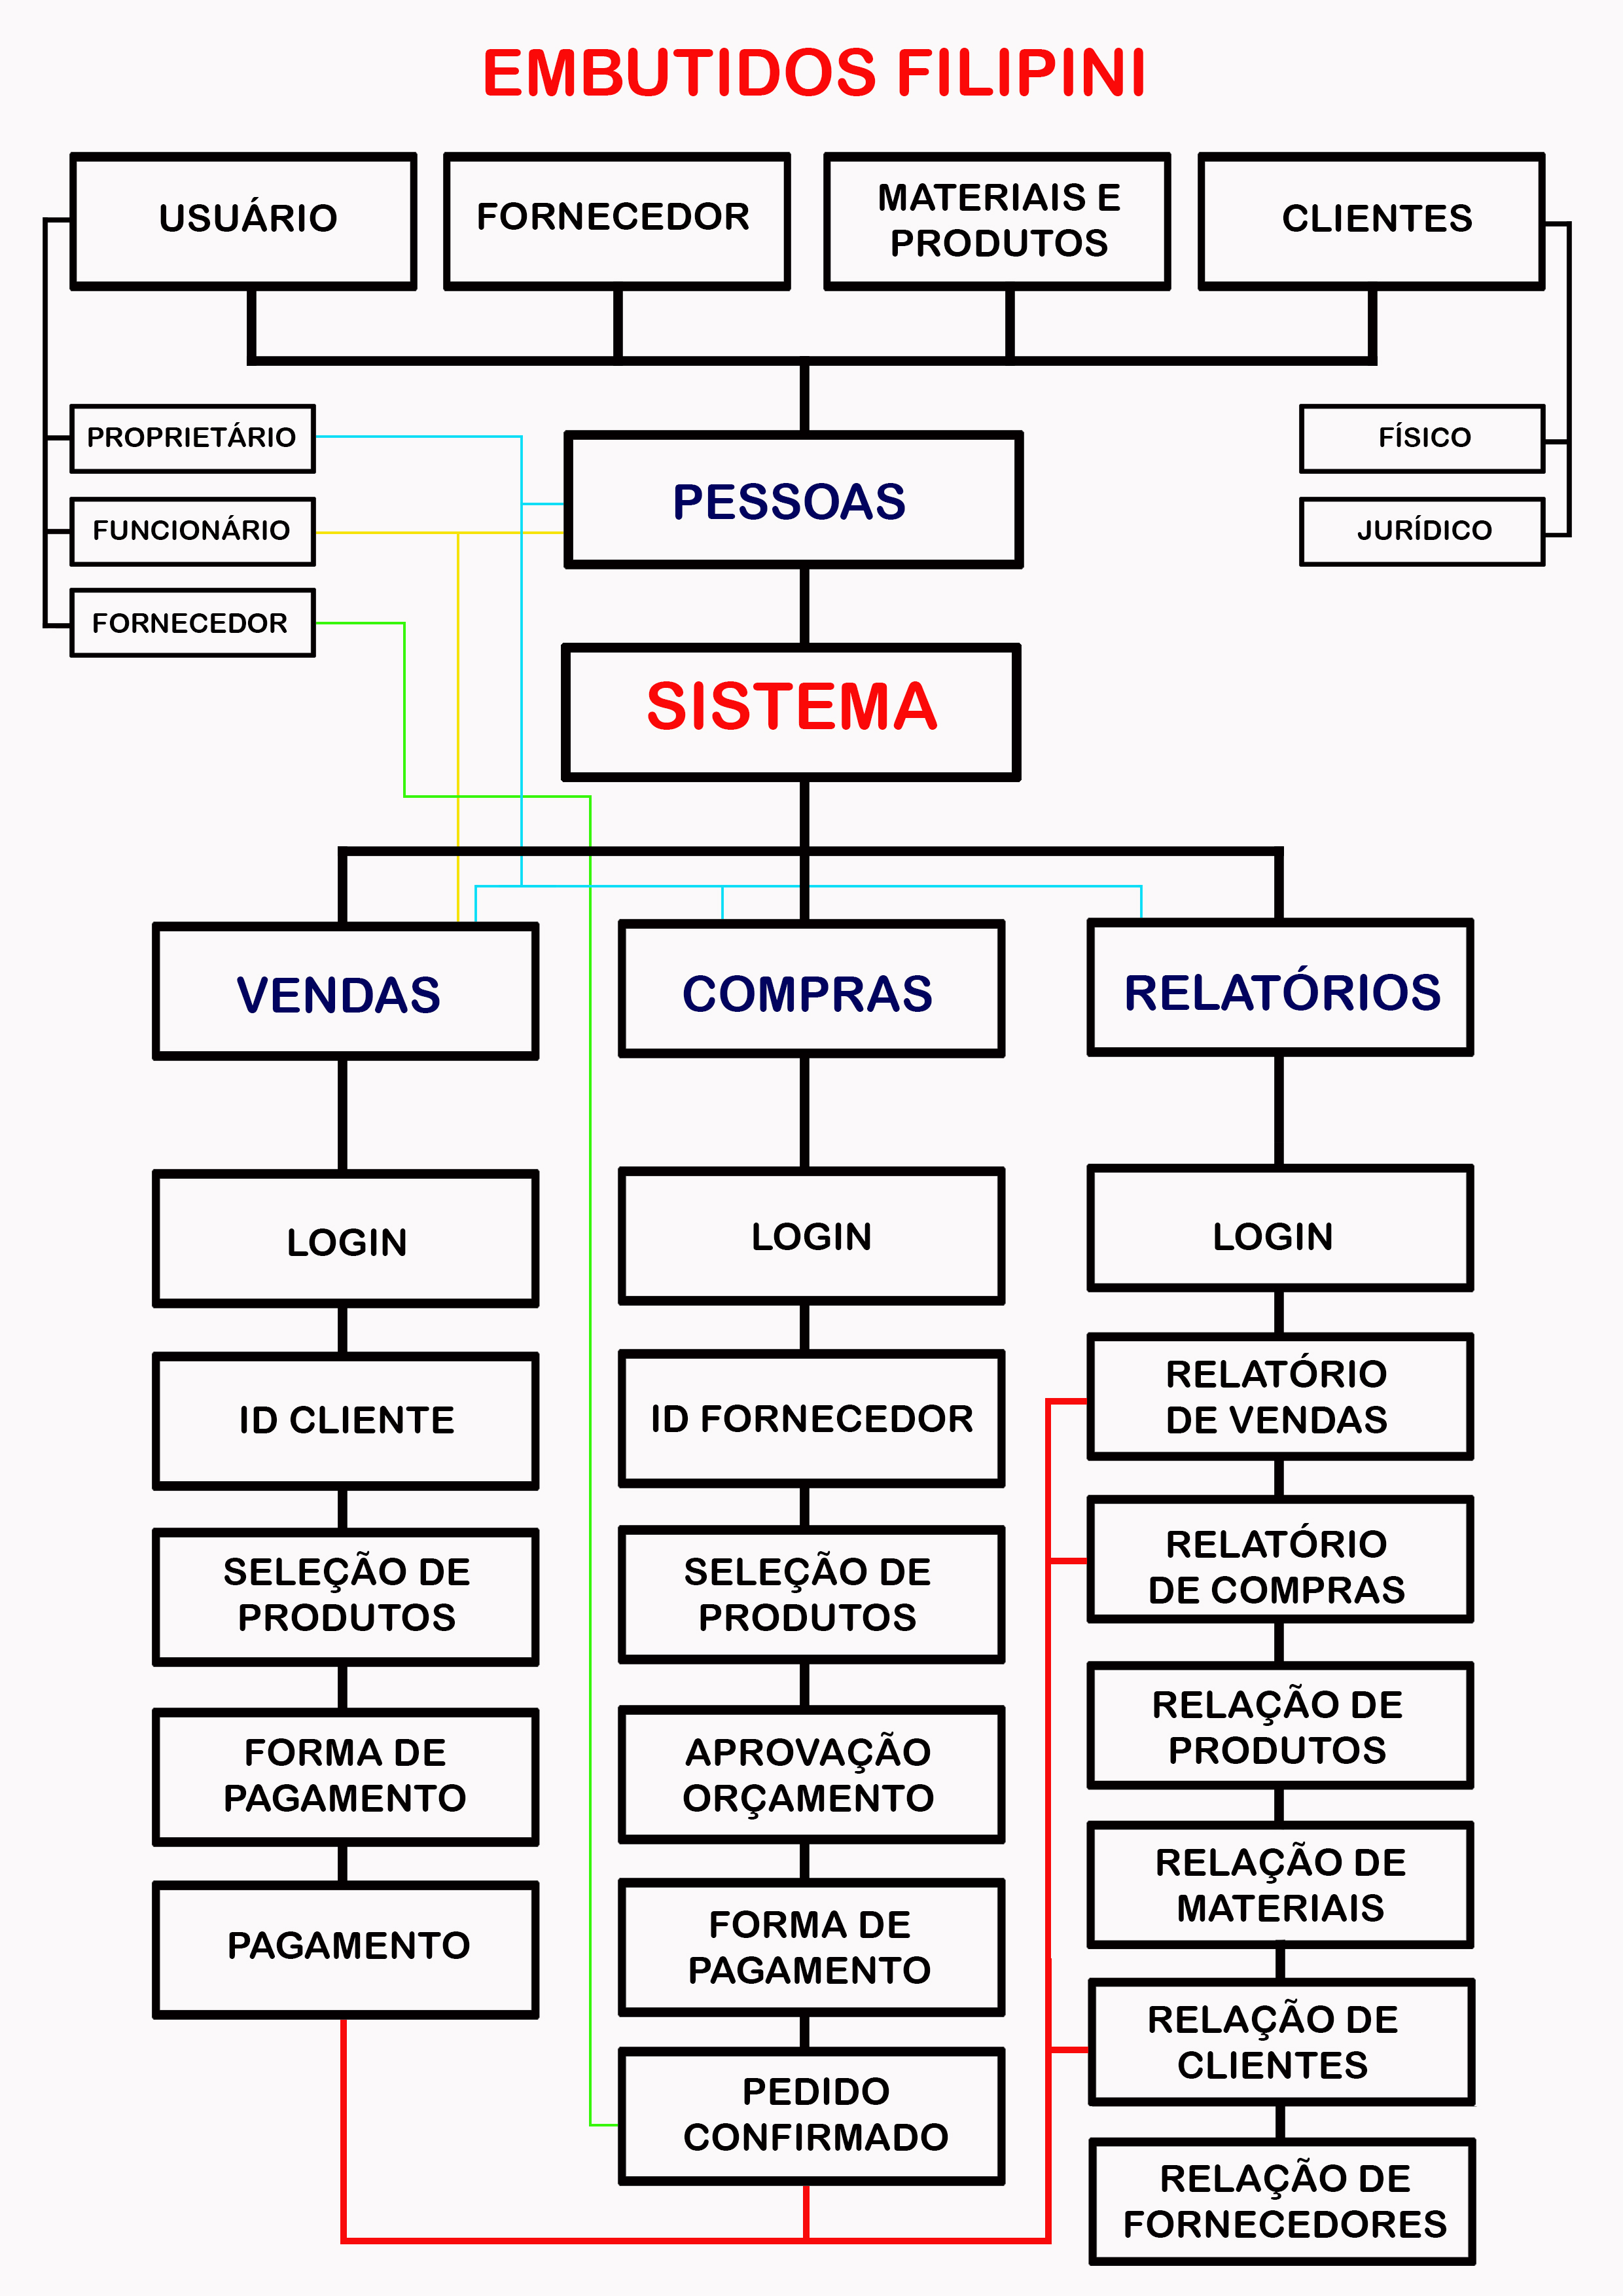 EMBUTIDOS FILIPINI
USUÁRIO
FORNECEDOR
MATERIAIS E
PRODUTOS
CLIENTES
PROPRIETÁRIO
FUNCIONÁRIO
FORNECEDOR
FÍSICO
JURÍDICO
PESSOAS
SISTEMA
VENDAS
COMPRAS
RELATÓRIOS
LOGIN
ID CLIENTE
SELEÇÃO DE
PRODUTOS
FORMA DE
PAGAMENTO
PAGAMENTO
LOGIN
ID FORNECEDOR
SELEÇÃO DE
PRODUTOS
APROVAÇÃO
ORÇAMENTO
FORMA DE
PAGAMENTO
PEDIDO
CONFIRMADO
LOGIN
RELATÓRIO
DE VENDAS
RELATÓRIO
DE COMPRAS
RELAÇÃO DE
PRODUTOS
RELAÇÃO DE
MATERIAIS
RELAÇÃO DE
CLIENTES
RELAÇÃO DE
FORNECEDORES